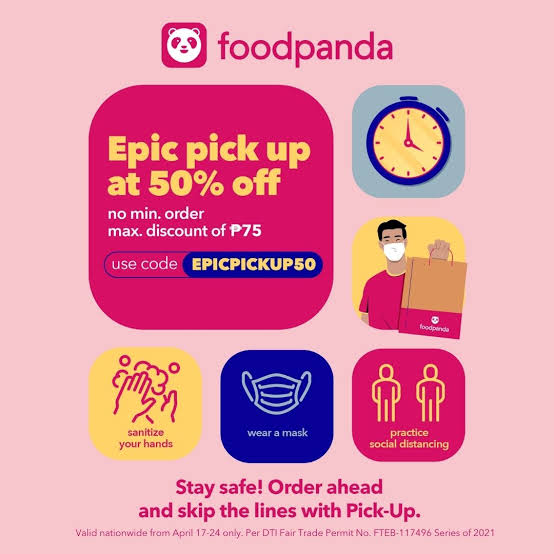 foodpanda
Epic pick up
at 50% off
no min. order
max. discount of ₱75
use code EPICPICKUP50
foodpanda
sanitize
your hands
wear a mask
practice
social distancing
Stay safe! Order ahead
and skip the lines with Pick-Up.
Valid nationwide from April 17-24 only. Per DTI Fair Trade Permit No. FTEB-117496 Series of 2021